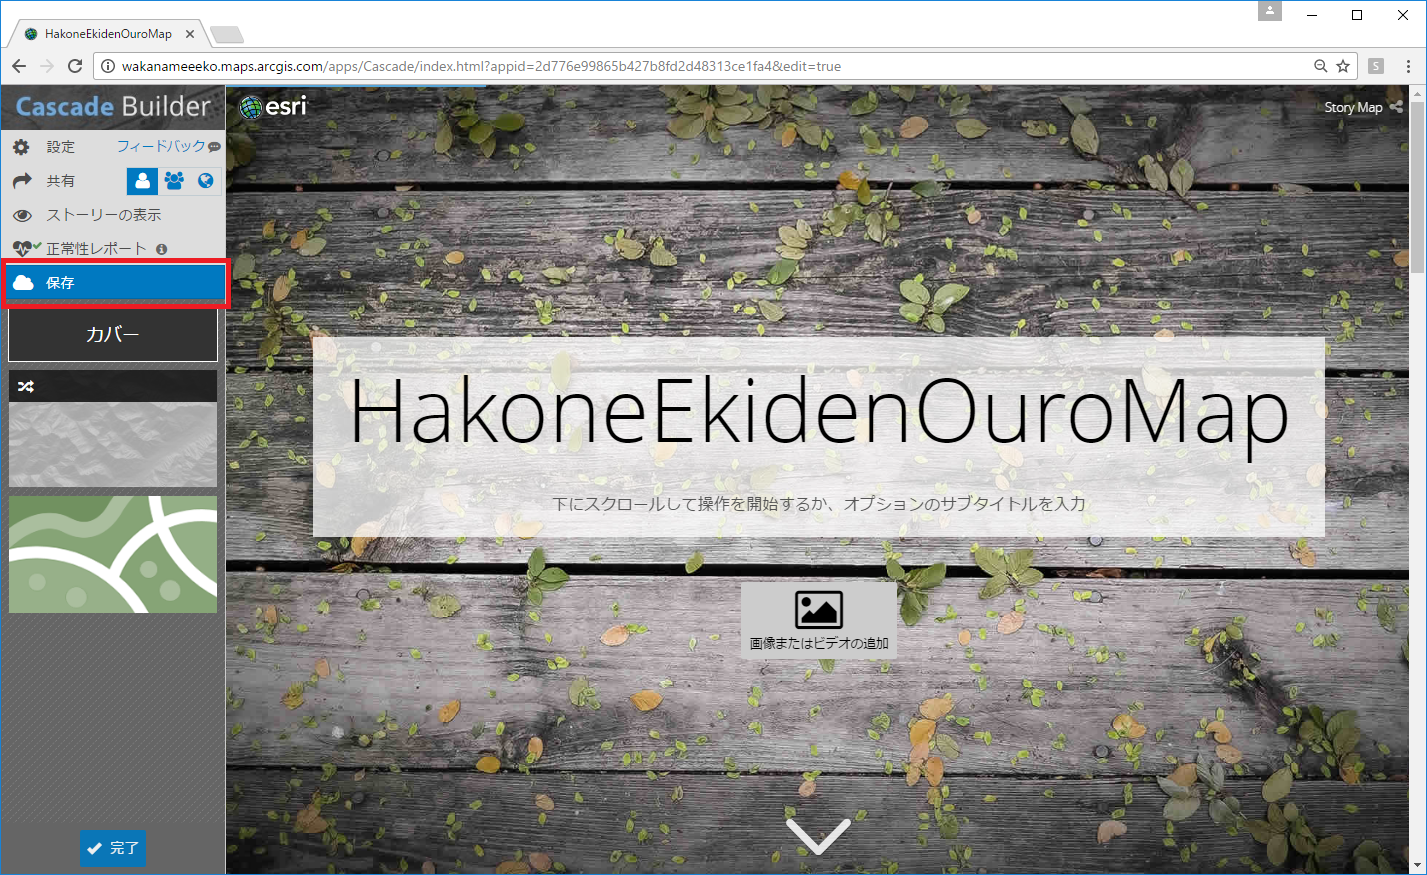 HakoneEkidenOuroMap
wakanameeeko.maps.arcgis.com/apps/Cascade/index.html?appid=2d776e99865b427b8fd2d48313ce1fa4&edit=true
S
Cascade Builder
設定 フィードバック
共有
ストーリーの表示
正常性レポート
保存
カバー
完了
esri
Story Map
HakoneEkidenOuroMap
下にスクロールして操作を開始するか、オプションのサブタイトルを入力
画像またはビデオの追加